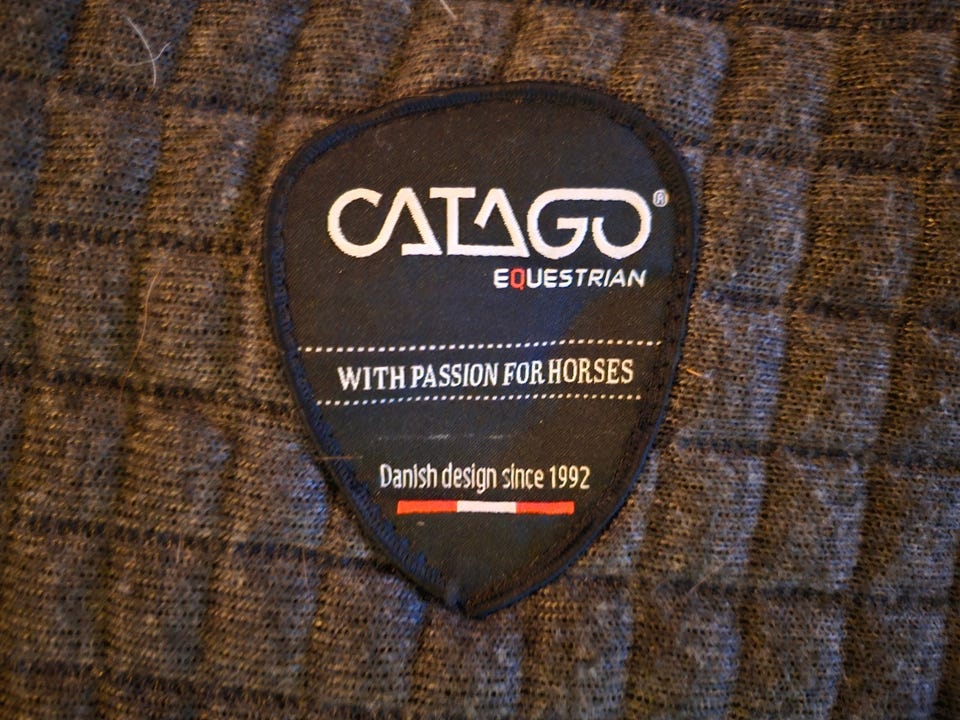 CATAGO®
EQUESTRIAN
WITH PASSION FOR HORSES
Danish design since 1992